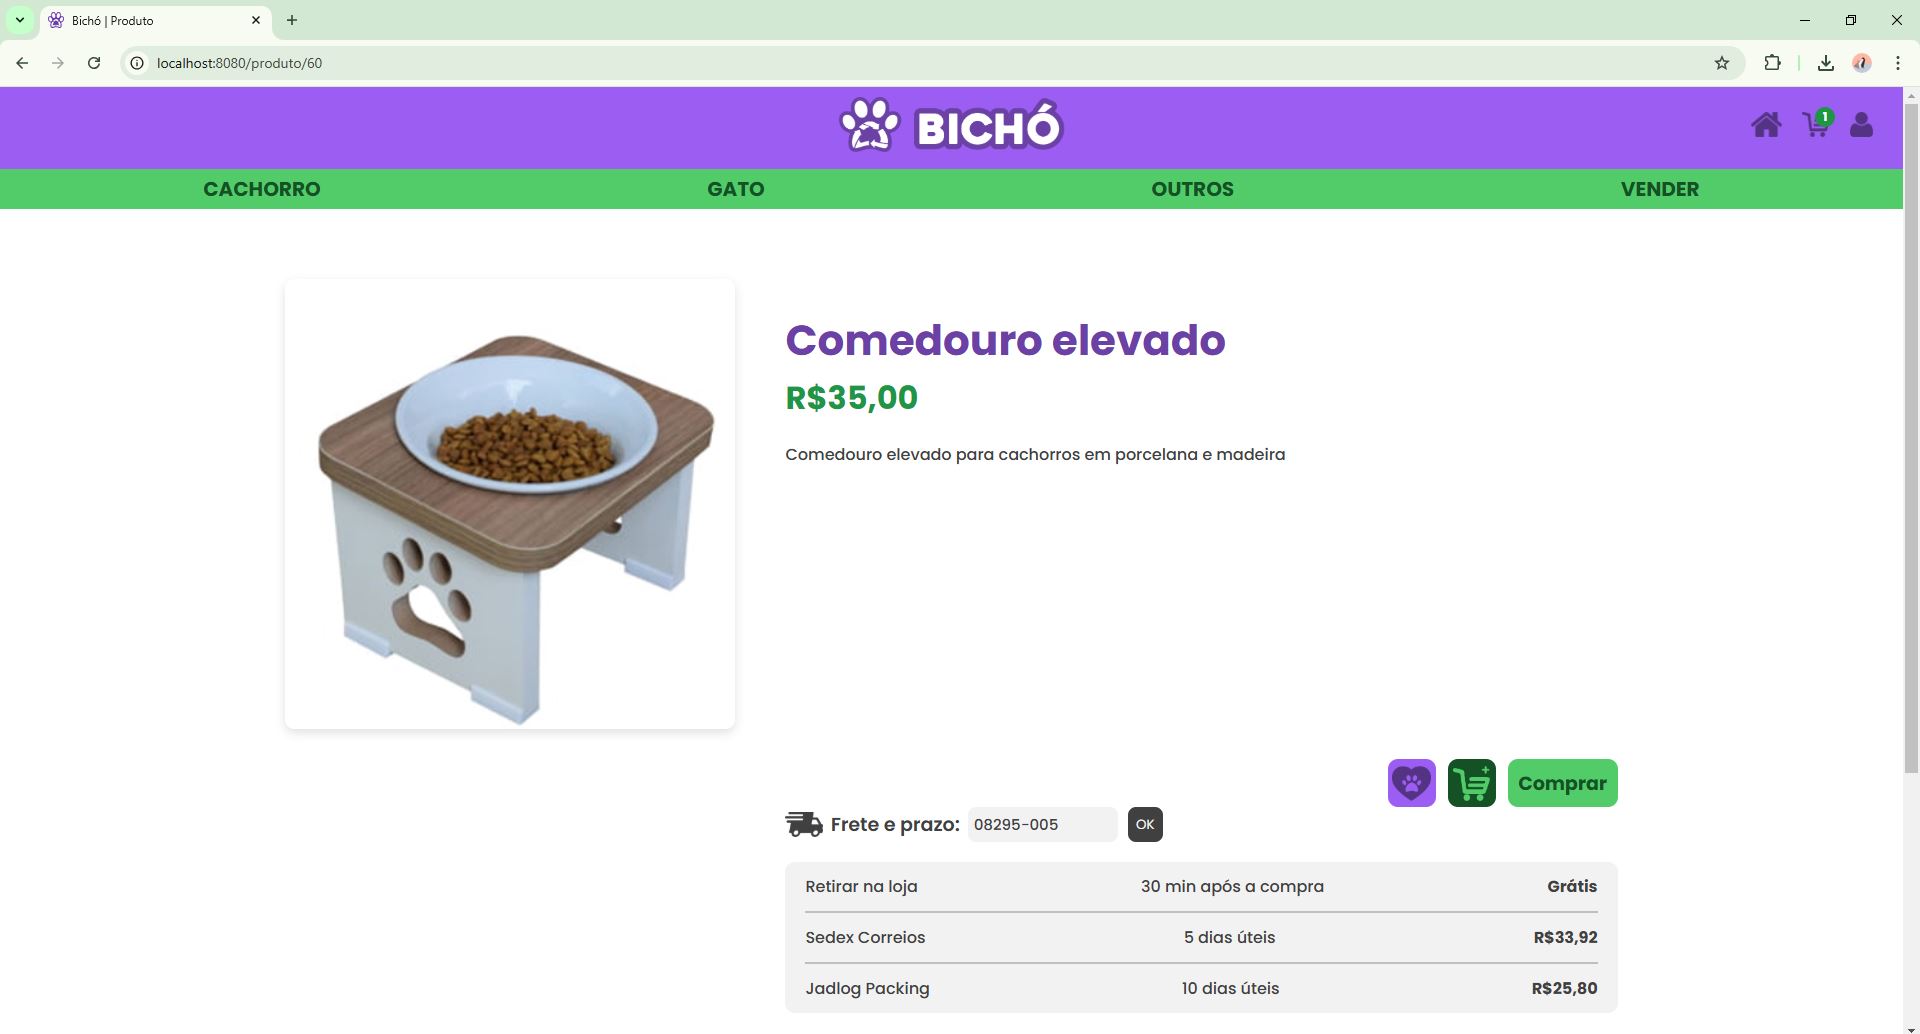 Bichó | Produto
localhost:8080/produto/60
BICHÓ
1
CACHORRO GATO OUTROS VENDER
Comedouro elevado
R$35,00
Comedouro elevado para cachorros em porcelana e madeira
Comprar
Frete e prazo: 08295-005 OK
Retirar na loja 30 min após a compra Grátis
Sedex Correios 5 dias úteis R$33,92
Jadlog Packing 10 dias úteis R$25,80